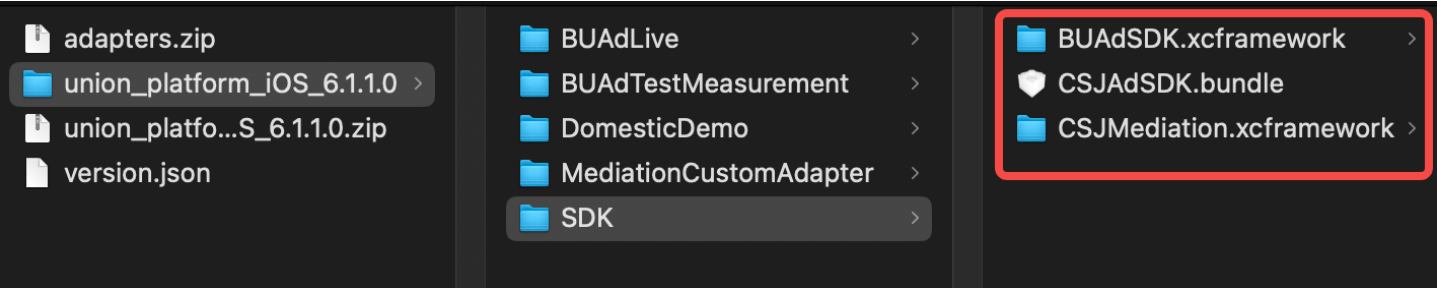 adapters.zip
union_platform_iOS_6.1.1.0
union_platfo...S_6.1.1.0.zip
version.json
BUAdLive
BUAdTestMeasurement
DomesticDemo
MediationCustomAdapter
SDK
BUAdSDK.xcframework
CSJAdSDK.bundle
CSJMediation.xcframework